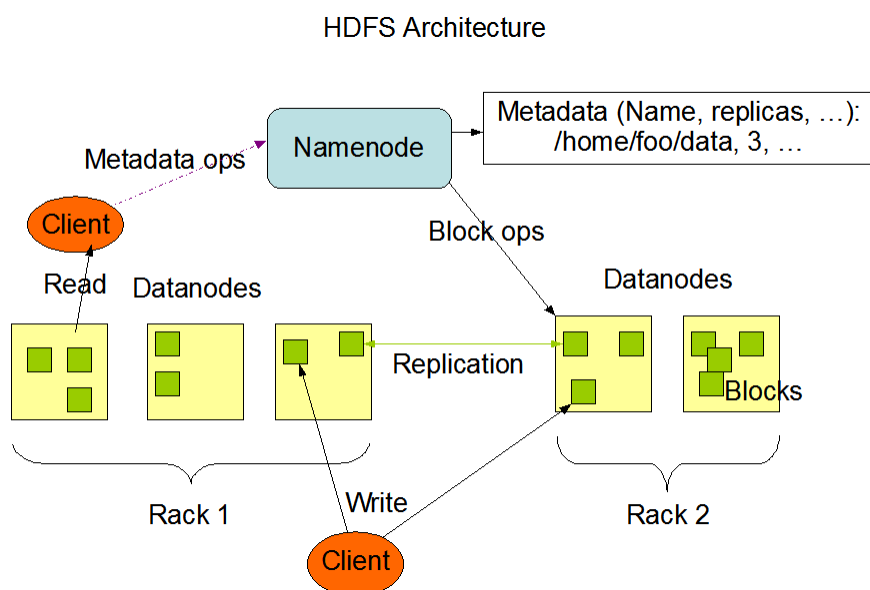 HDFS Architecture
Metadata (Name, replicas, …):
/home/foo/data, 3, …
Namenode
Metadata ops
Client
Block ops
Read
Datanodes
Datanodes
Replication
Blocks
Rack 1
Write
Rack 2
Client